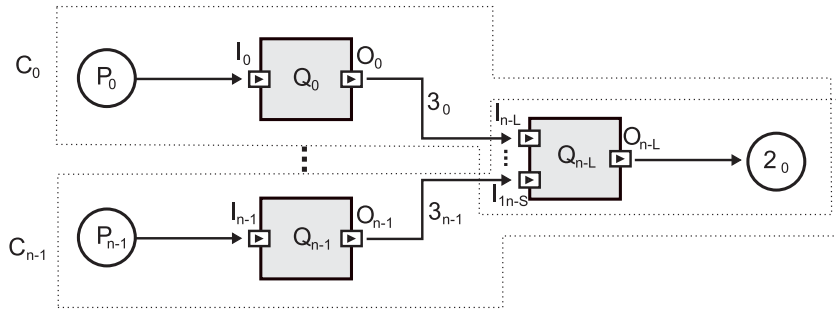 C0
P0
I0
Q0
O0
30
In-L
Qn-L
On-L
20
I1n-S
Cn-1
Pn-1
In-1
Qn-1
On-1
3n-1